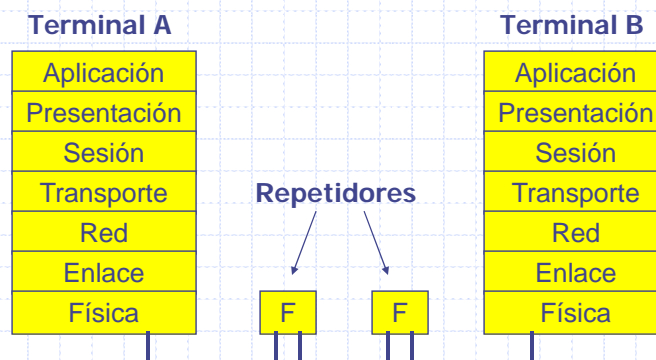 Terminal A
Aplicación
Presentación
Sesión
Transporte
Red
Enlace
Física
Repetidores
F
F
Terminal B
Aplicación
Presentación
Sesión
Transporte
Red
Enlace
Física